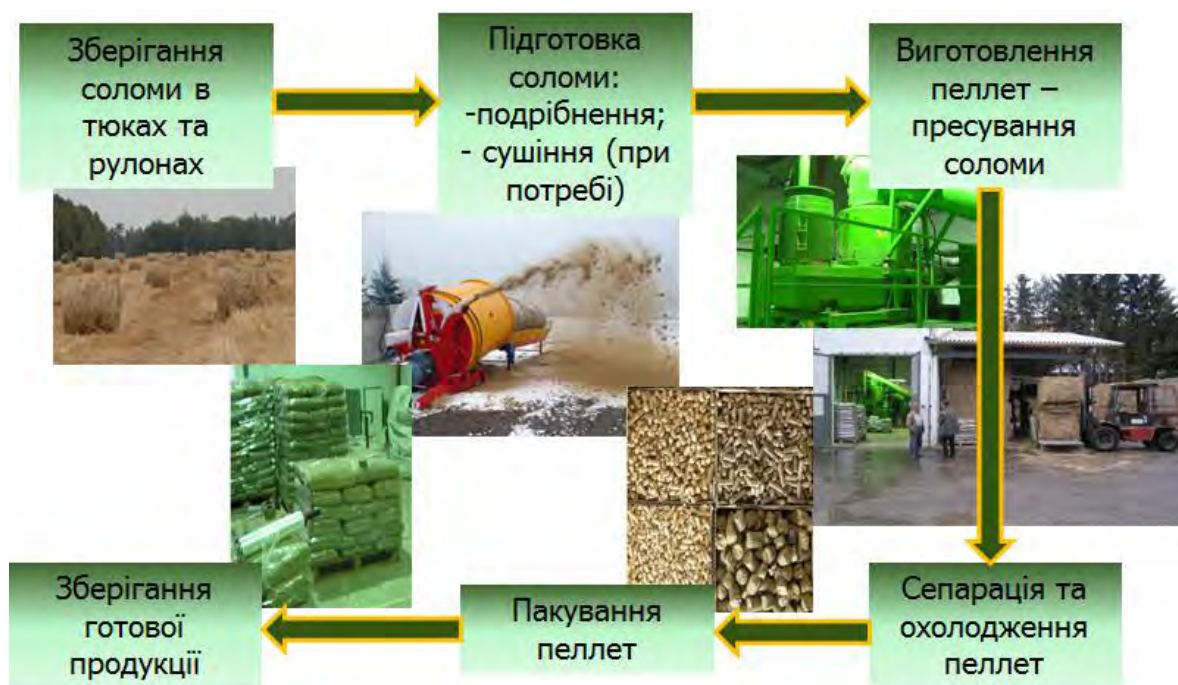 Зберігання
соломи в
тюках та
рулонах
Підготовка
соломи:
-подрібнення;
- сушіння (при
потребі)
Виготовлення
пеллет –
пресування
соломи
Сепарація та
охолодження
пеллет
Пакування
пеллет
Зберігання
готової
продукції